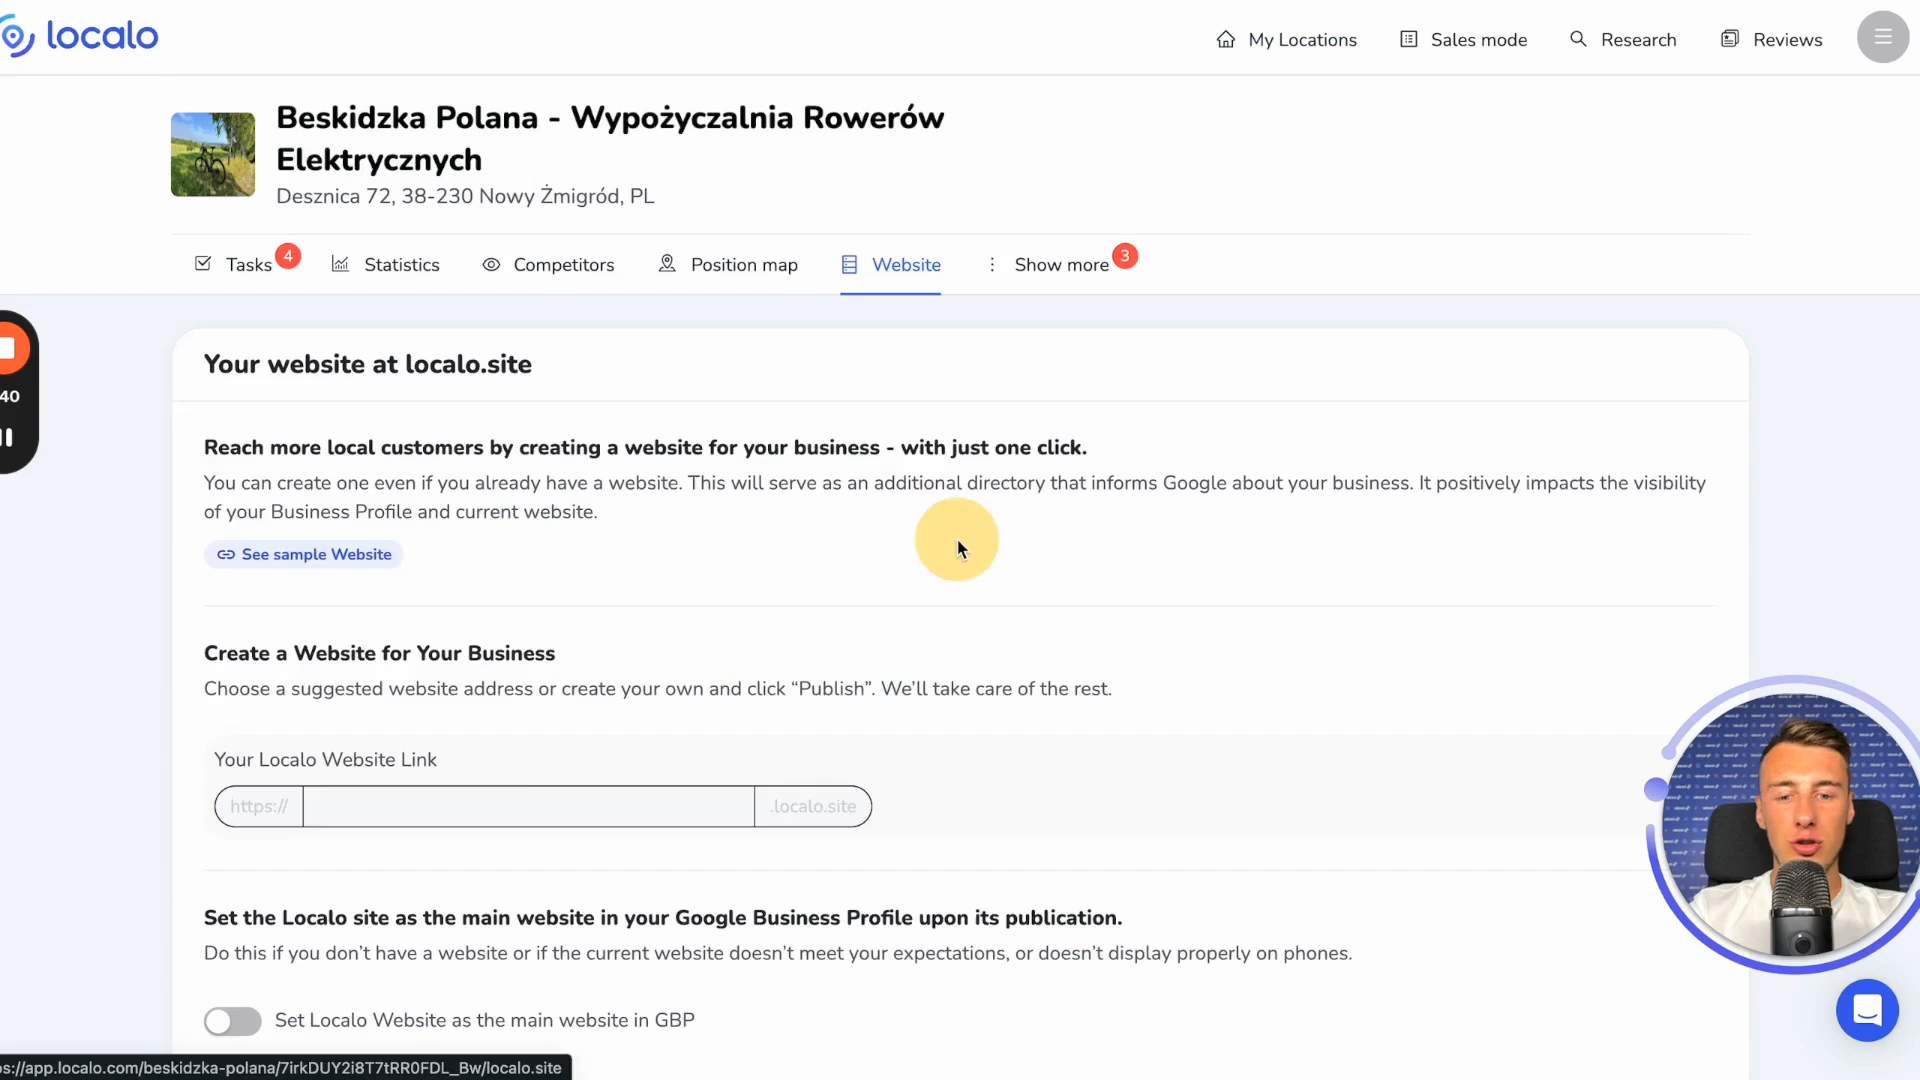 localo
My Locations
Sales mode
Research
Reviews
Beskidzka Polana - Wypożyczalnia Rowerów
Elektrycznych
Desznica 72, 38-230 Nowy Żmigród, PL
Tasks 4
Statistics
Competitors
Position map
Website
Show more 3
:40
Your website at localo.site
Reach more local customers by creating a website for your business - with just one click.
You can create one even if you already have a website. This will serve as an additional directory that informs Google about your business. It positively impacts the visibility
of your Business Profile and current website.
See sample Website
Create a Website for Your Business
Choose a suggested website address or create your own and click “Publish”. We’ll take care of the rest.
Your Localo Website Link
https://
.localo.site
Set the Localo site as the main website in your Google Business Profile upon its publication.
Do this if you don’t have a website or if the current website doesn’t meet your expectations, or doesn’t display properly on phones.
Set Localo Website as the main website in GBP
ps://app.localo.com/beskidzka-polana/7irkDUY2i8T7tRR0FDL_Bw/localo.site